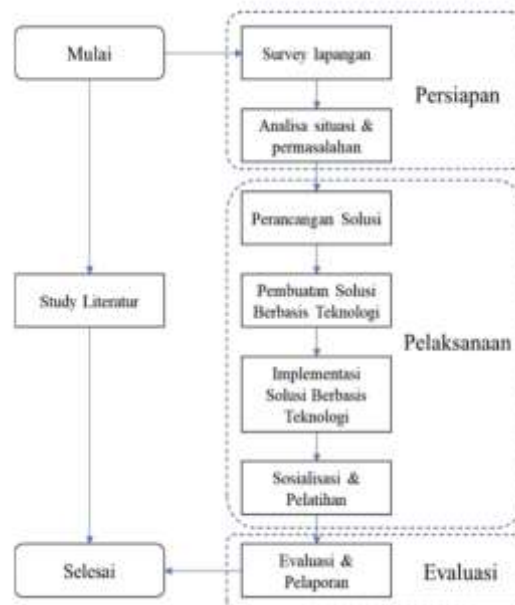 Mulai
Survey lapangan
Persiapan
Analisa situasi &
permasalahan
Perancangan Solusi
Study Literatur
Pembuatan Solusi
Berbasis Teknologi
Pelaksanaan
Implementasi
Solusi Berbasis
Teknologi
Sosialisasi &
Pelatihan
Selesai
Evaluasi &
Pelaporan
Evaluasi